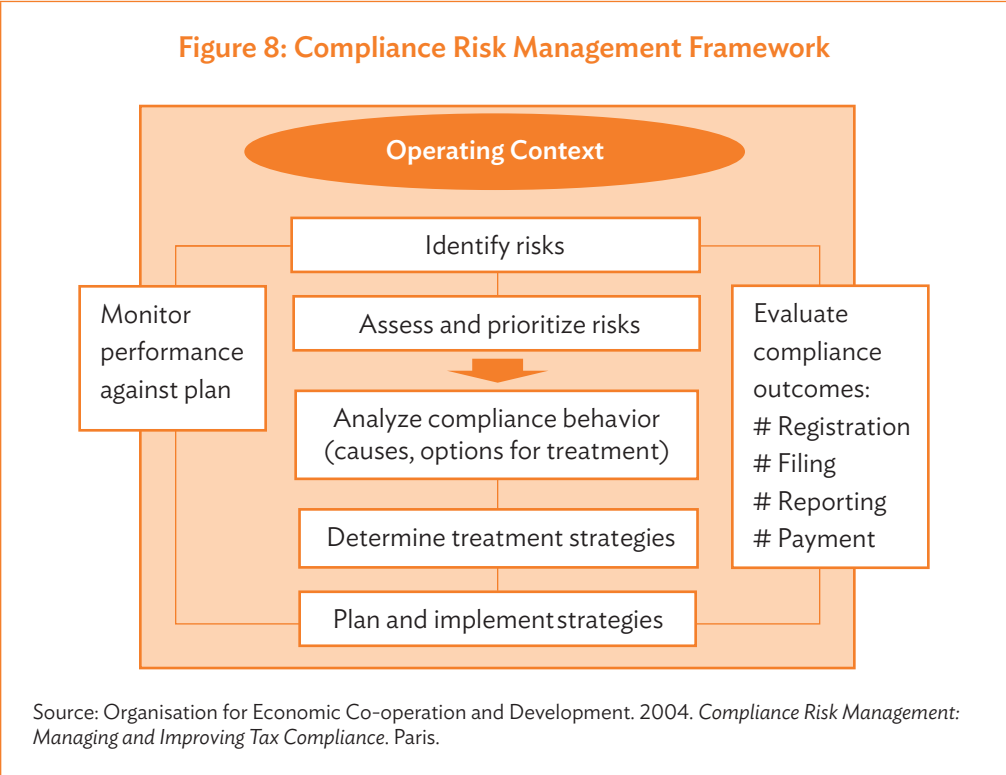 Figure 8: Compliance Risk Management Framework
Operating Context
Identify risks
Assess and prioritize risks
Analyze compliance behavior
(causes, options for treatment)
Determine treatment strategies
Plan and implement strategies
Monitor
performance
against plan
Evaluate
compliance
outcomes:
# Registration
# Filing
# Reporting
# Payment
Source: Organisation for Economic Co-operation and Development. 2004. Compliance Risk Management:
Managing and Improving Tax Compliance. Paris.